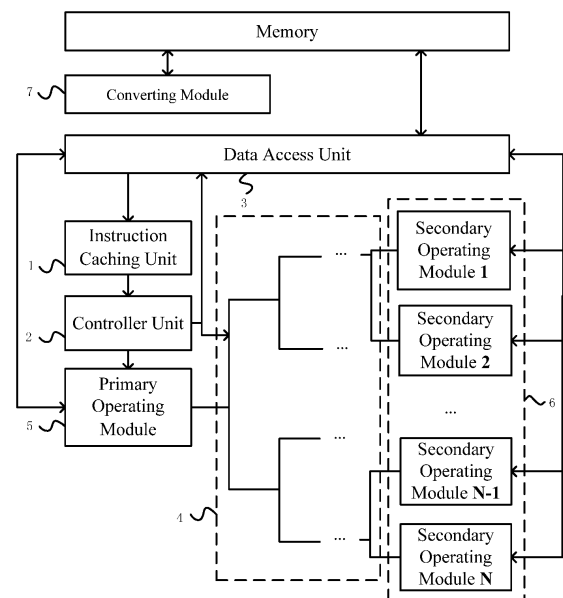 Memory
7
Converting Module
Data Access Unit
3
1
Instruction
Caching Unit
2
Controller Unit
5
Primary
Operating
Module
4
...
...
...
...
Secondary
Operating
Module 1
Secondary
Operating
Module 2
...
6
Secondary
Operating
Module N-1
Secondary
Operating
Module N